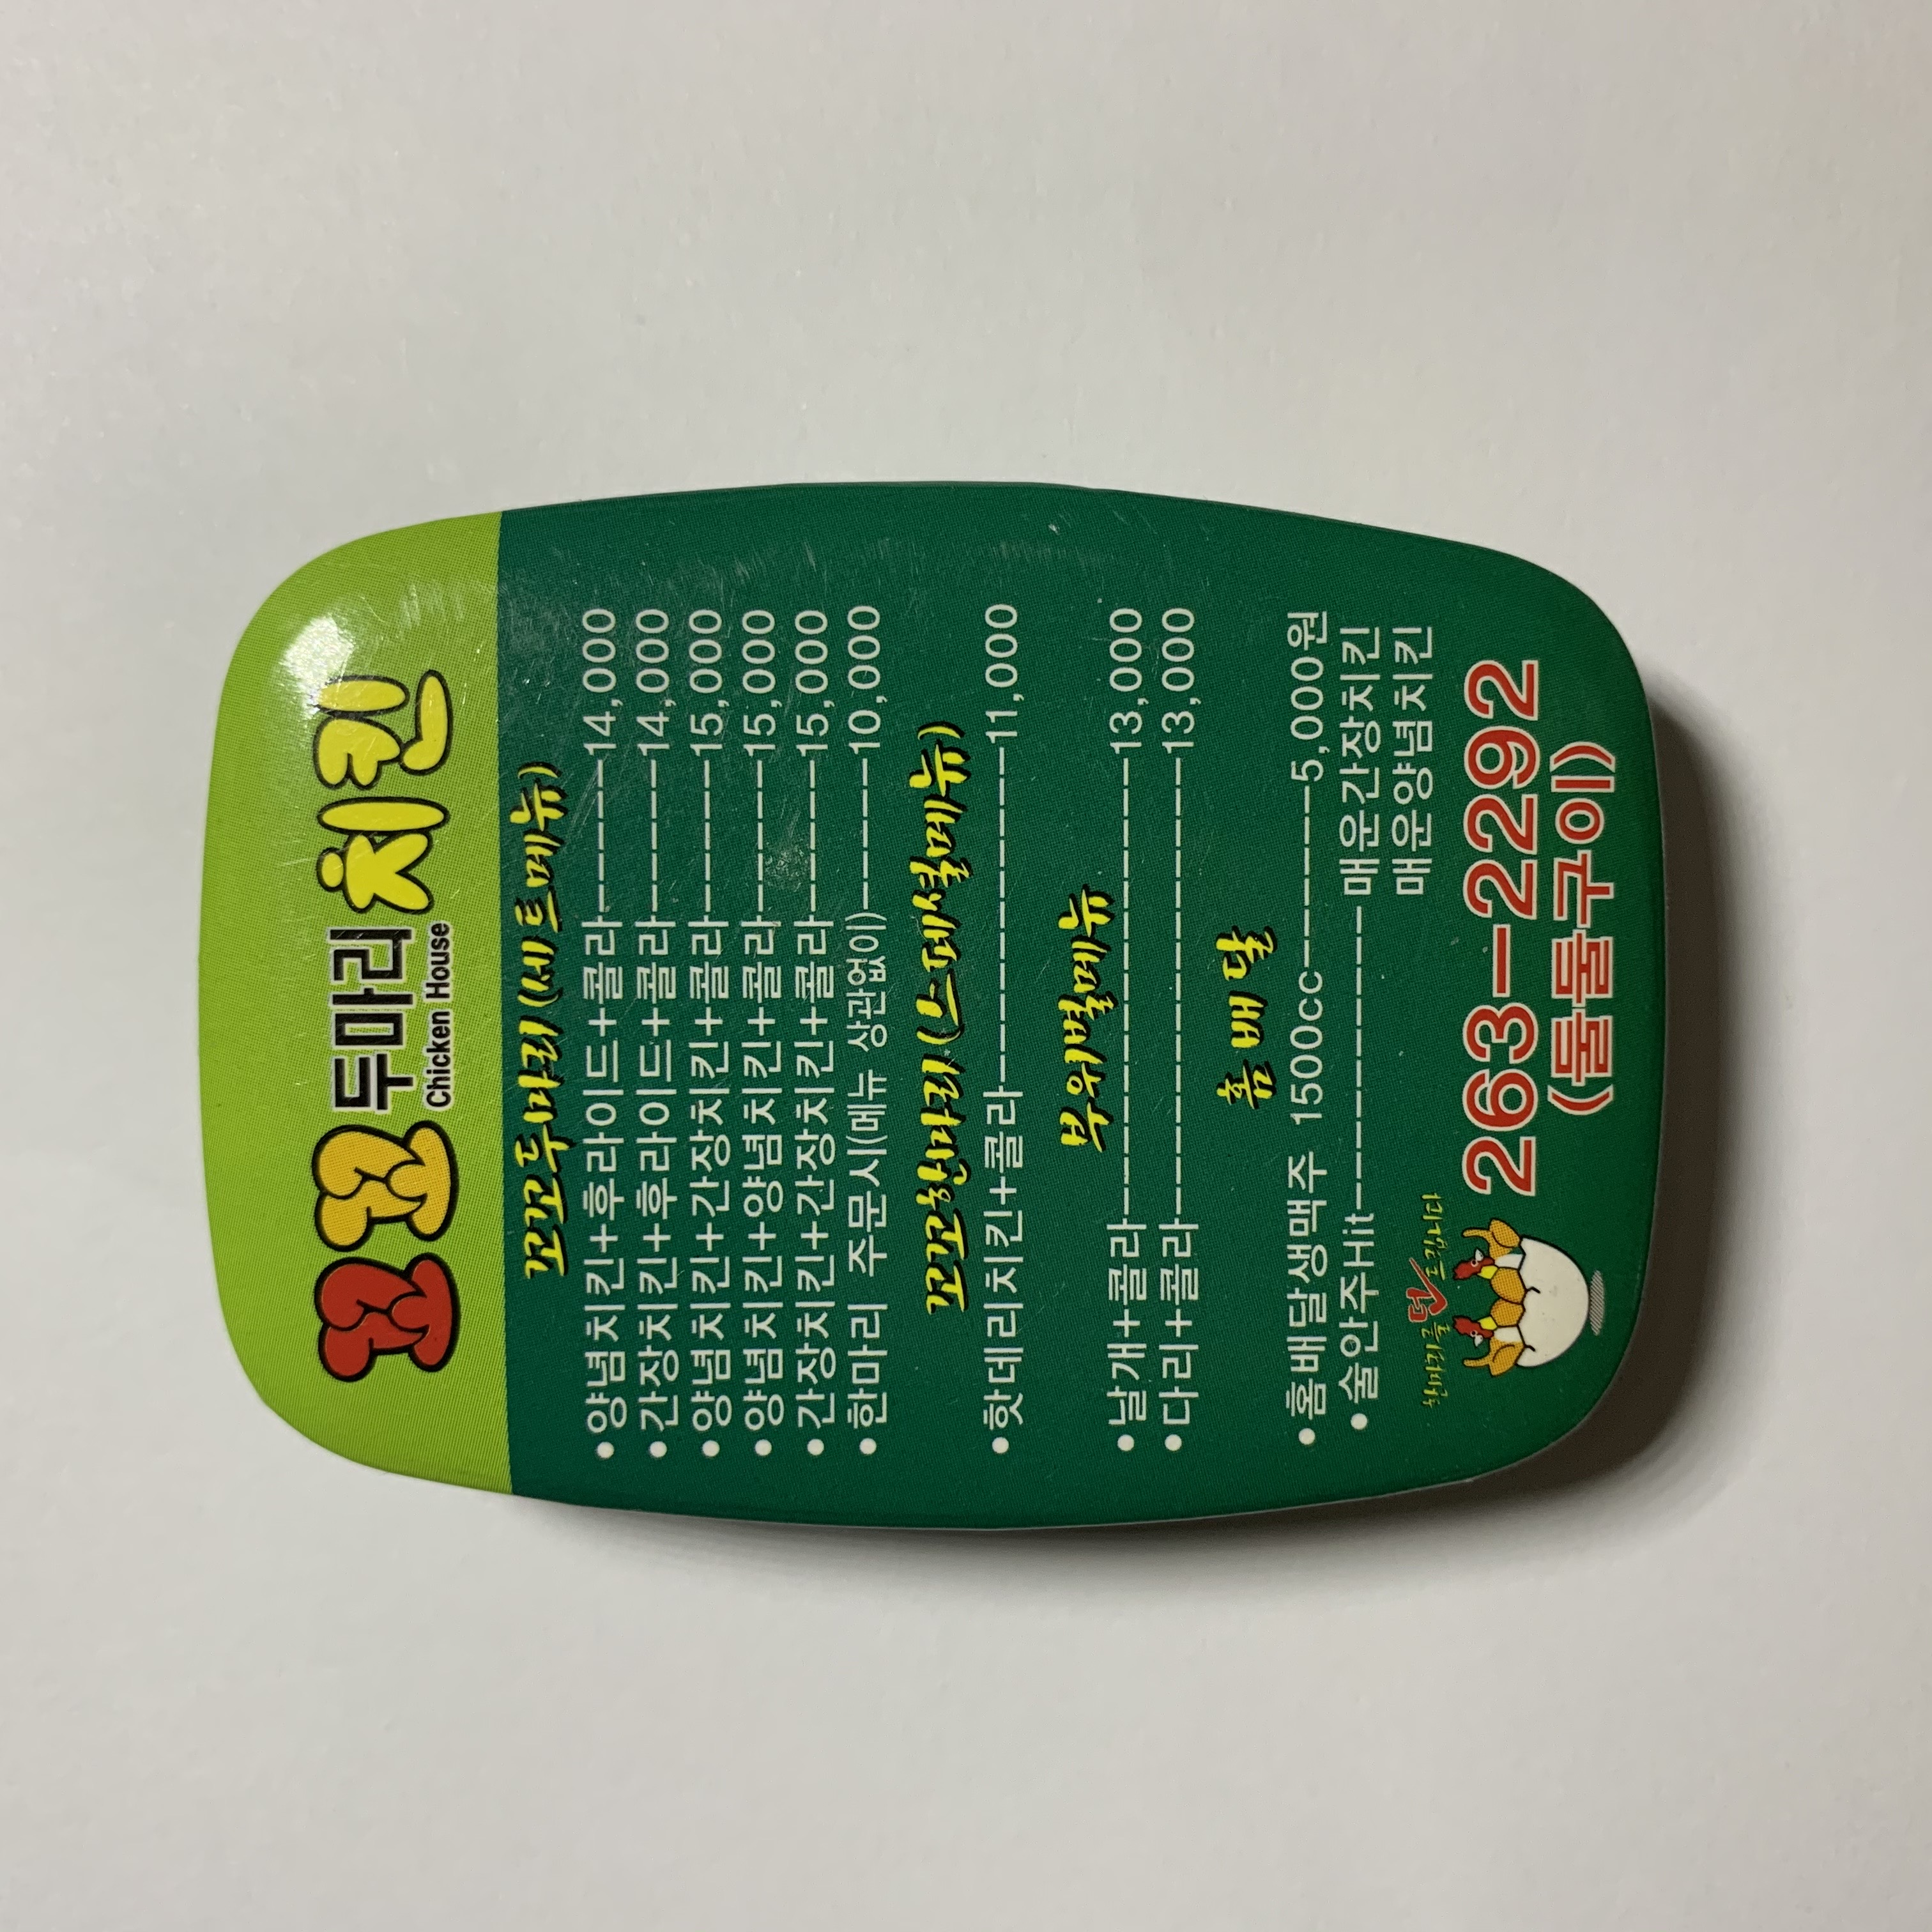 꼬꼬 두마리 치킨
Chicken House
꼬꼬두마리 (세트메뉴)
•양념치킨+후라이드+콜라-------14,000
•간장치킨+후라이드+콜라-------14,000
•양념치킨+간장치킨+콜라-------15,000
•양념치킨+양념치킨+콜라-------15,000
•간장치킨+간장치킨+콜라-------15,000
•한마리 주문시(메뉴 상관없이)-------10,000
꼬꼬한마리 (스페셜메뉴)
•핫데리치킨+콜라----------------11,000
부위별메뉴
•날개+콜라----------------------13,000
•다리+콜라----------------------13,000
홈 배 달
•홈배달생맥주 1500cc---------5,000원
•술안주Hit---------------매운간장치킨
매운양념치킨
263-2292
(돌돌구이)